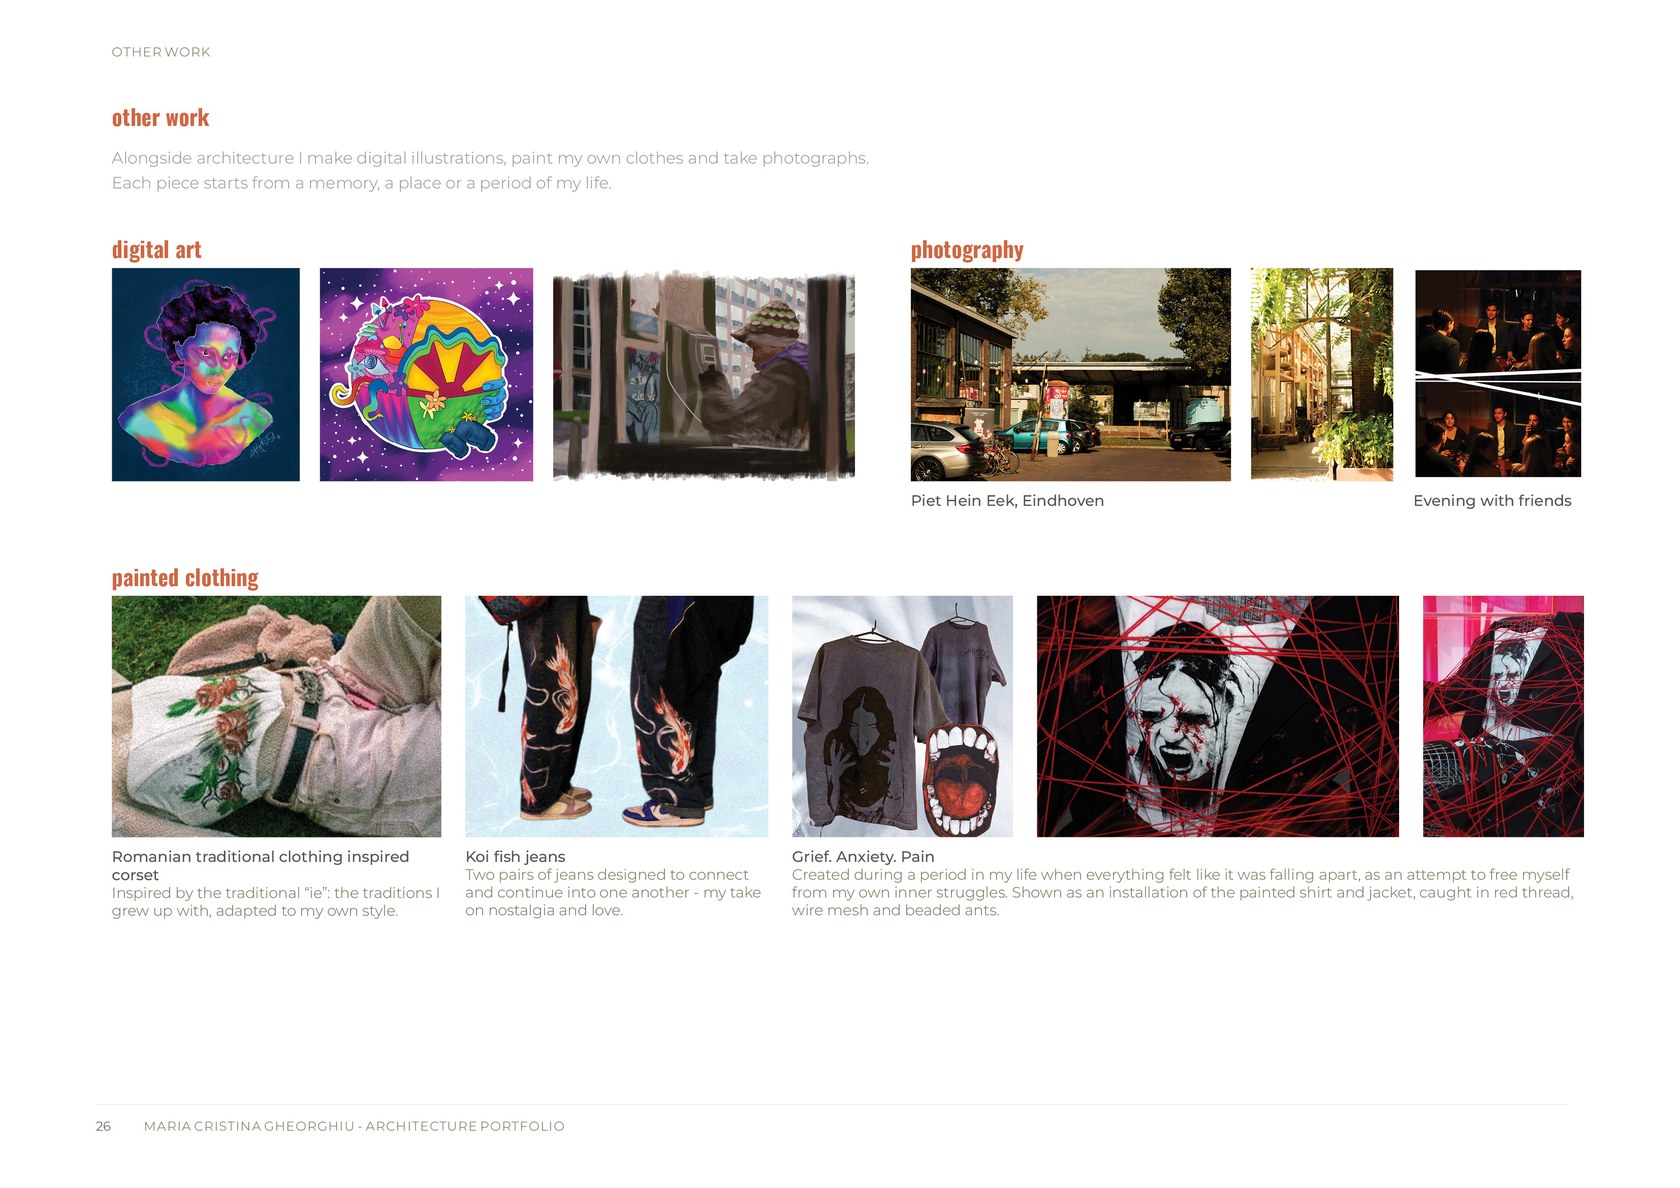 OTHER WORK
other work
Alongside architecture I make digital illustrations, paint my own clothes and take photographs.
Each piece starts from a memory, a place or a period of my life.
digital art
photography
Piet Hein Eek, Eindhoven
Evening with friends
painted clothing
Romanian traditional clothing inspired
corset
Inspired by the traditional “ie”: the traditions I
grew up with, adapted to my own style.
Koi fish jeans
Two pairs of jeans designed to connect
and continue into one another - my take
on nostalgia and love.
Grief. Anxiety. Pain
Created during a period in my life when everything felt like it was falling apart, as an attempt to free myself
from my own inner struggles. Shown as an installation of the painted shirt and jacket, caught in red thread,
wire mesh and beaded ants.
26 MARIA CRISTINA GHEORGHIU - ARCHITECTURE PORTFOLIO